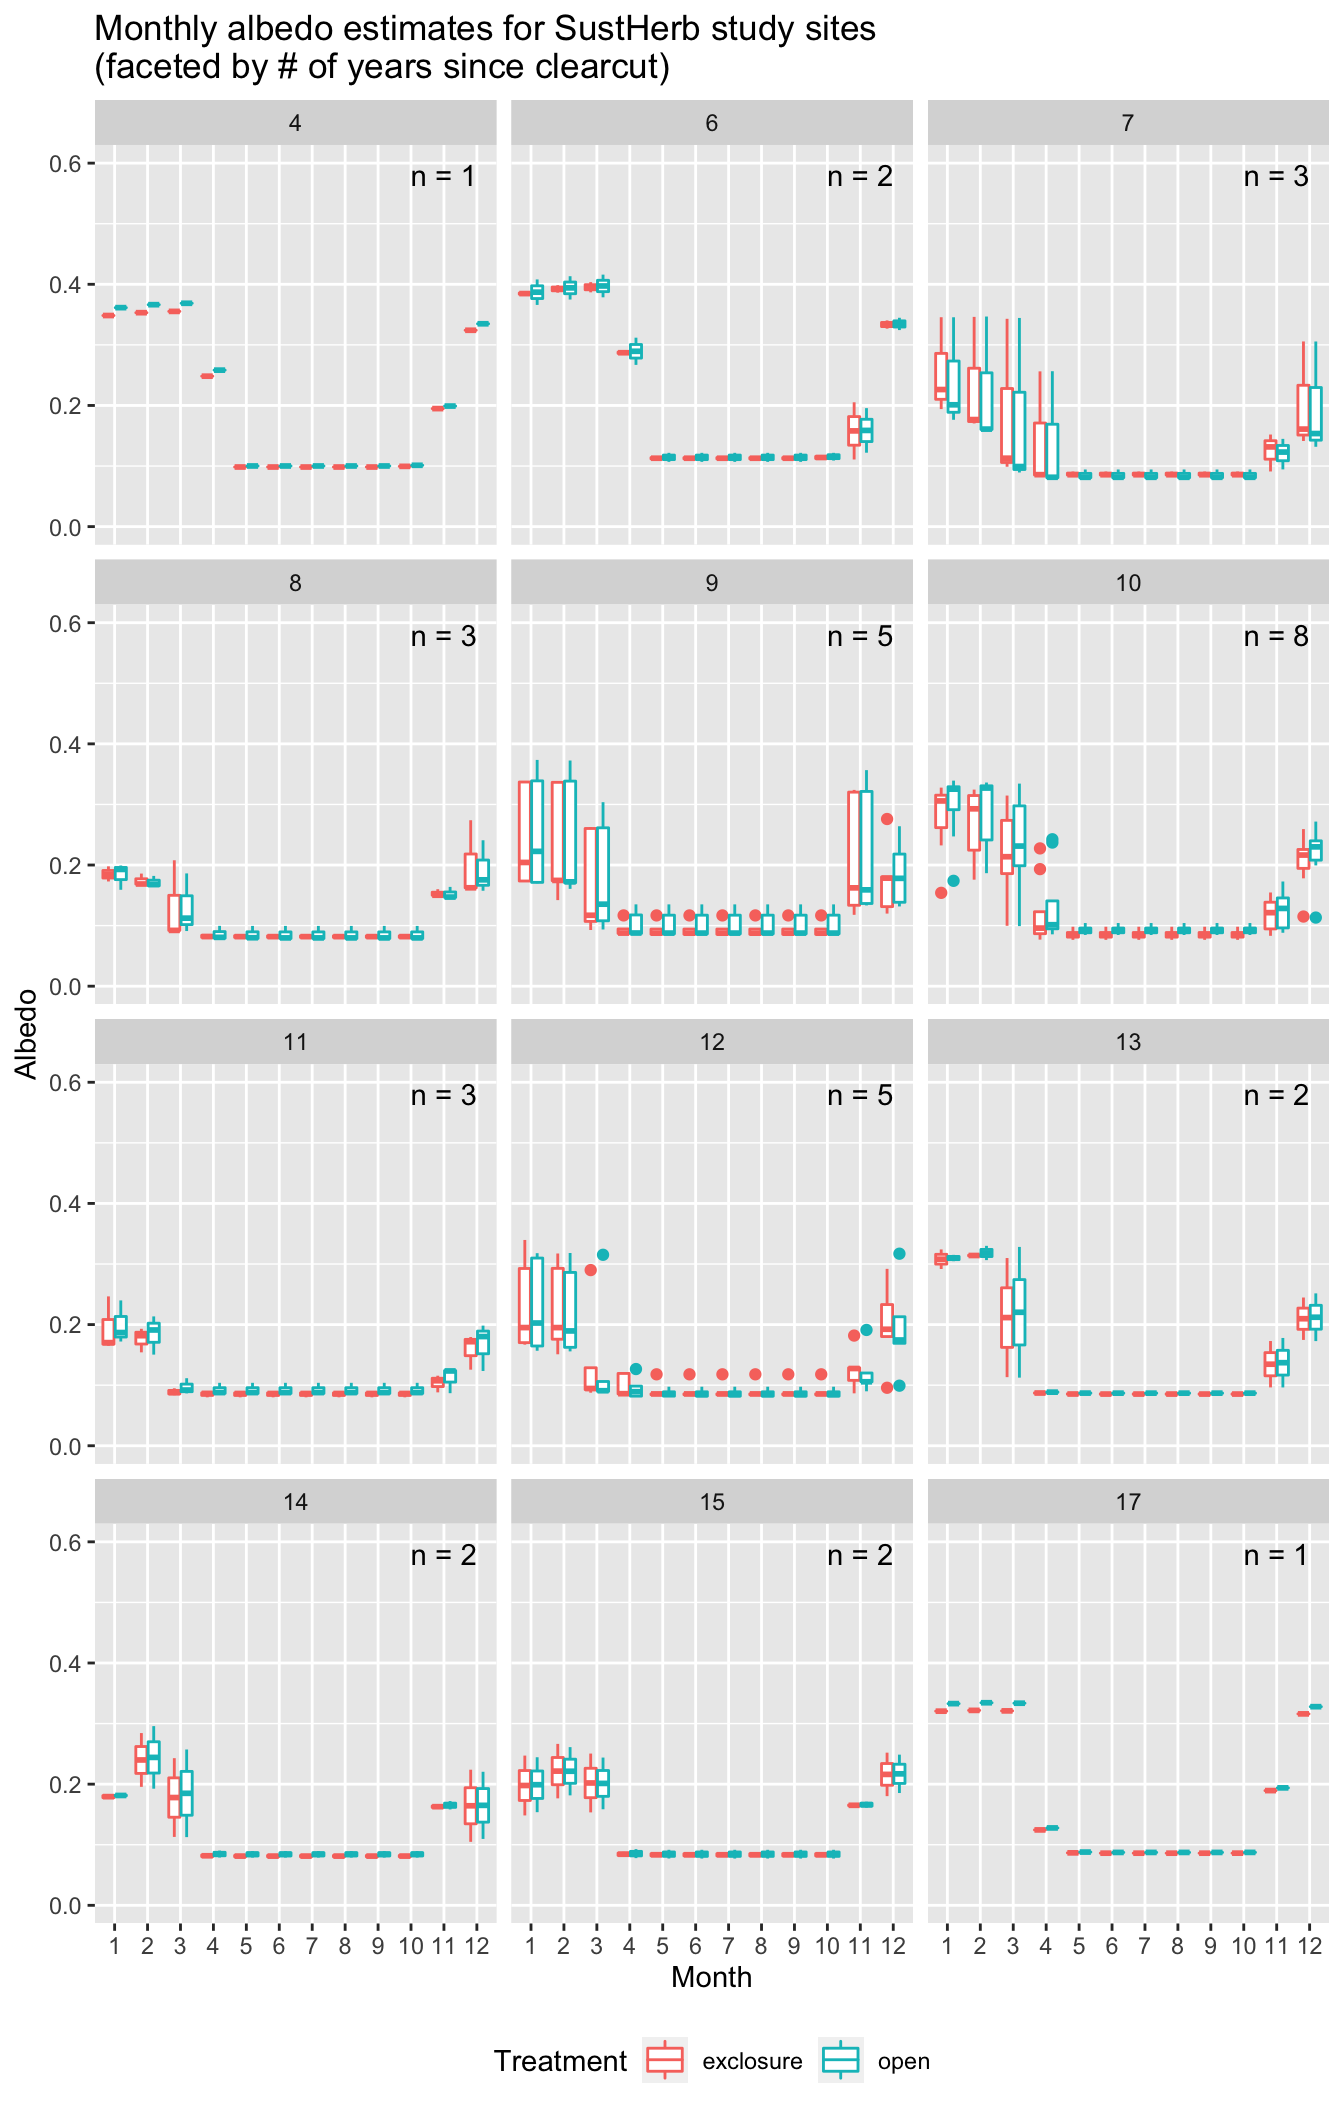 Monthly albedo estimates for SustHerb study sites
(faceted by # of years since clearcut)
4
6
7
0.6
0.4
0.2
0.0
n = 1
n = 2
n = 3
8
9
10
0.6
0.4
0.2
0.0
n = 3
n = 5
n = 8
Albedo
11
12
13
0.6
0.4
0.2
0.0
n = 3
n = 5
n = 2
14
15
17
0.6
0.4
0.2
0.0
n = 2
n = 2
n = 1
1 2 3 4 5 6 7 8 9 10 11 12
1 2 3 4 5 6 7 8 9 10 11 12
1 2 3 4 5 6 7 8 9 10 11 12
Month
Treatment exclosure open